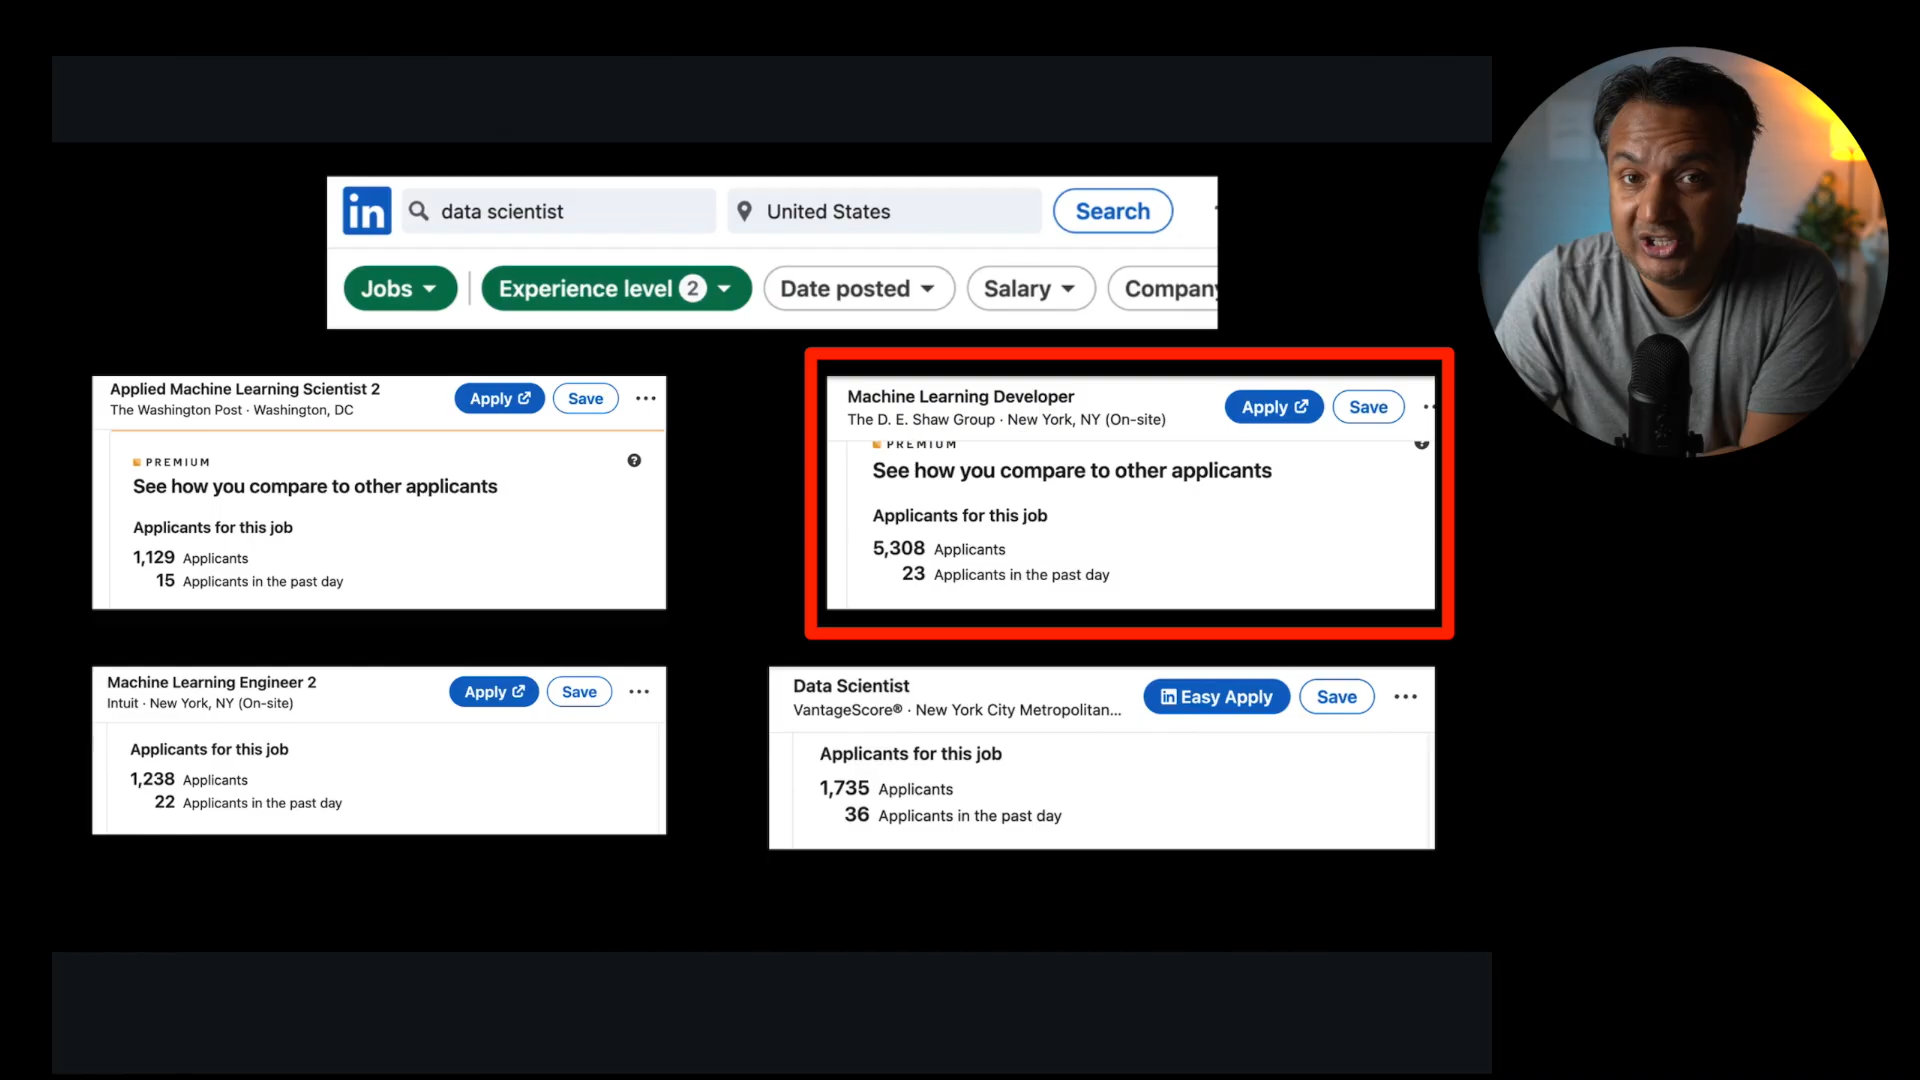 in data scientist United States Search
Jobs Experience level 2 Date posted Salary Company
Applied Machine Learning Scientist 2
The Washington Post · Washington, DC
Apply Save
PREMIUM
See how you compare to other applicants
Applicants for this job
1,129 Applicants
15 Applicants in the past day
Machine Learning Developer
The D. E. Shaw Group · New York, NY (On-site)
Apply Save
PREMIUM
See how you compare to other applicants
Applicants for this job
5,308 Applicants
23 Applicants in the past day
Machine Learning Engineer 2
Intuit · New York, NY (On-site)
Apply Save
Applicants for this job
1,238 Applicants
22 Applicants in the past day
Data Scientist
VantageScore® · New York City Metropolitan...
in Easy Apply Save
Applicants for this job
1,735 Applicants
36 Applicants in the past day